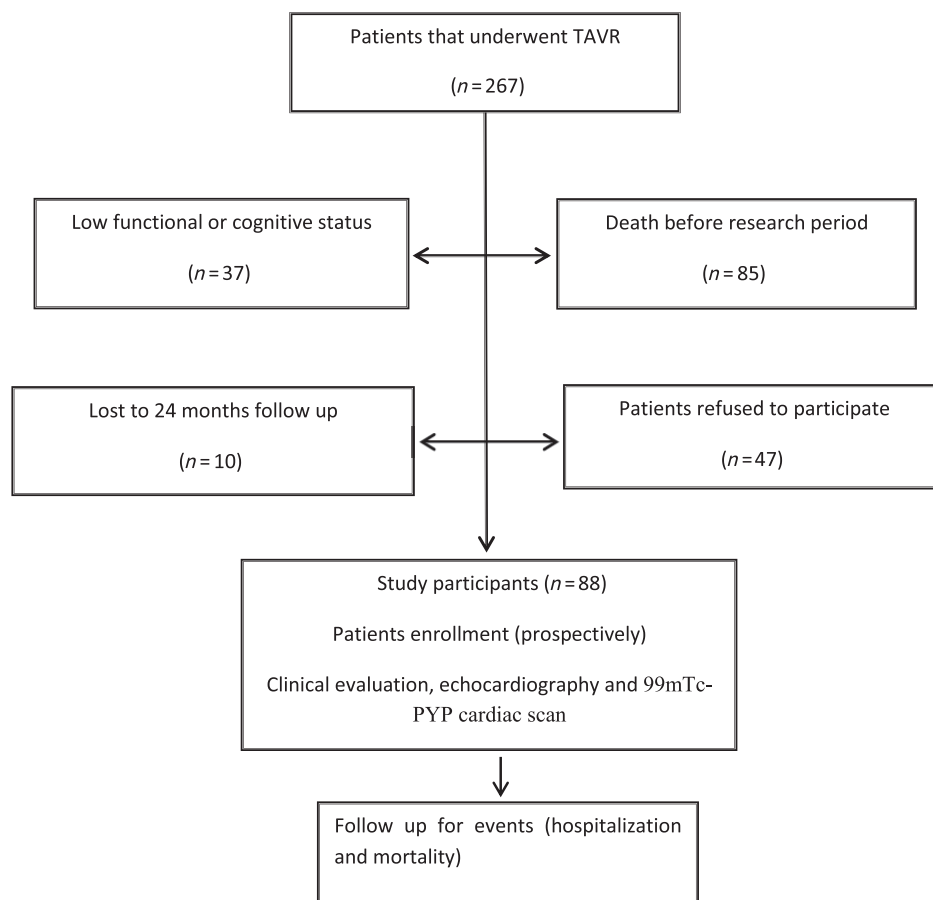 Patients that underwent TAVR
(n=267)
Low functional or cognitive status
(n=37)
Death before research period
(n=85)
Lost to 24 months follow up
(n=10)
Patients refused to participate
(n=47)
Study participants (n=88)
Patients enrollment (prospectively)
Clinical evaluation, echocardiography and 99mTc-
PYP cardiac scan
Follow up for events (hospitalization
and mortality)